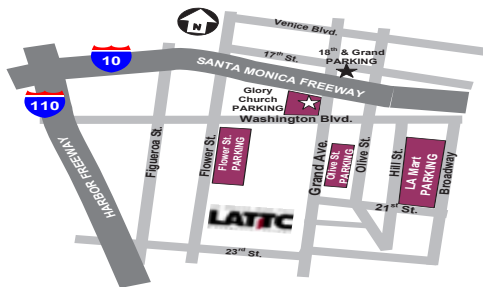 N
Venice Blvd.
17th St.
18th & Grand
PARKING
10
SANTA MONICA FREEWAY
110
Glory
Church
PARKING
Washington Blvd.
HARBOR FREEWAY
Figueroa St.
Flower St.
Flower St.
PARKING
Grand Ave.
Olive St.
PARKING
Olive St.
Hill St.
LA Mart
PARKING
Broadway
21st St.
LATTC
23rd St.